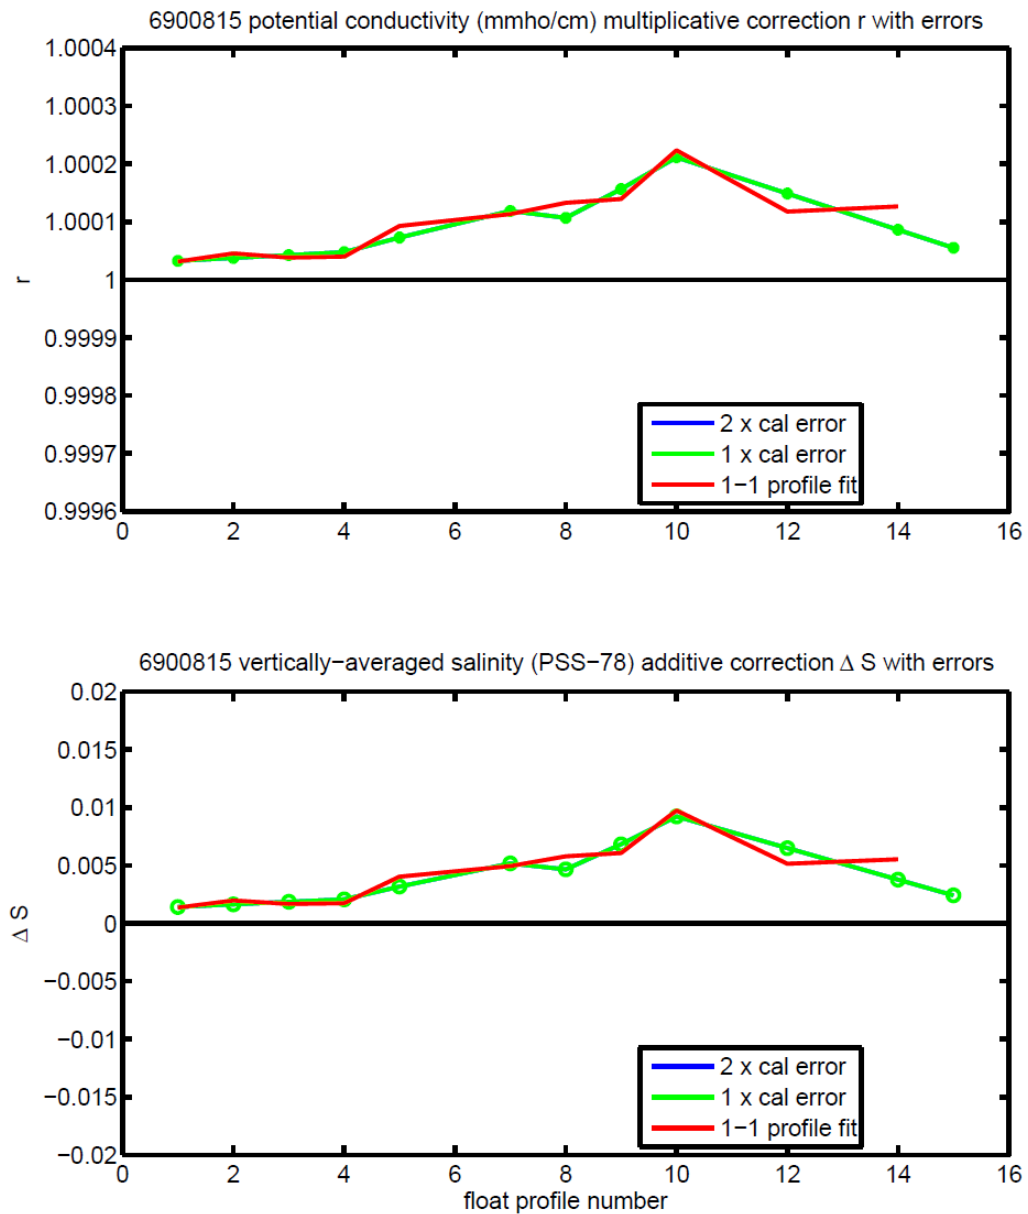 6900815 potential conductivity (mmho/cm) multiplicative correction r with errors
1.0004
1.0003
1.0002
1.0001
1
0.9999
0.9998
0.9997
0.9996
r
2 x cal error
1 x cal error
1−1 profile fit
0 2 4 6 8 10 12 14 16
6900815 vertically−averaged salinity (PSS−78) additive correction Δ S with errors
0.02
0.015
0.01
0.005
0
−0.005
−0.01
−0.015
−0.02
Δ S
2 x cal error
1 x cal error
1−1 profile fit
0 2 4 6 8 10 12 14 16
float profile number